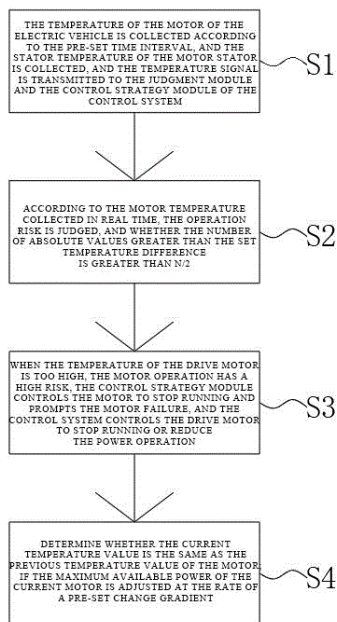 THE TEMPERATURE OF THE MOTOR OF THE
ELECTRIC VEHICLE IS COLLECTED ACCORDING
TO THE PRE-SET TIME INTERVAL, AND THE
STATOR TEMPERATURE OF THE MOTOR STATOR
IS COLLECTED, AND THE TEMPERATURE SIGNAL
IS TRANSMITTED TO THE JUDGMENT MODULE
AND THE CONTROL STRATEGY MODULE OF THE
CONTROL SYSTEM
S1
ACCORDING TO THE MOTOR TEMPERATURE
COLLECTED IN REAL TIME, THE OPERATION
RISK IS JUDGED, AND WHETHER THE NUMBER
OF ABSOLUTE VALUES GREATER THAN THE SET
TEMPERATURE DIFFERENCE
IS GREATER THAN N/2
S2
WHEN THE TEMPERATURE OF THE DRIVE MOTOR
IS TOO HIGH, THE MOTOR OPERATION HAS A
HIGH RISK, THE CONTROL STRATEGY MODULE
CONTROLS THE MOTOR TO STOP RUNNING AND
PROMPTS THE MOTOR FAILURE, AND THE
CONTROL SYSTEM CONTROLS THE DRIVE MOTOR
TO STOP RUNNING OR REDUCE
THE POWER OPERATION
S3
DETERMINE WHETHER THE CURRENT
TEMPERATURE VALUE IS THE SAME AS THE
PREVIOUS TEMPERATURE VALUE OF THE MOTOR;
IF THE MAXIMUM AVAILABLE POWER OF THE
CURRENT MOTOR IS ADJUSTED AT THE RATE OF
A PRE-SET CHANGE GRADIENT
S4